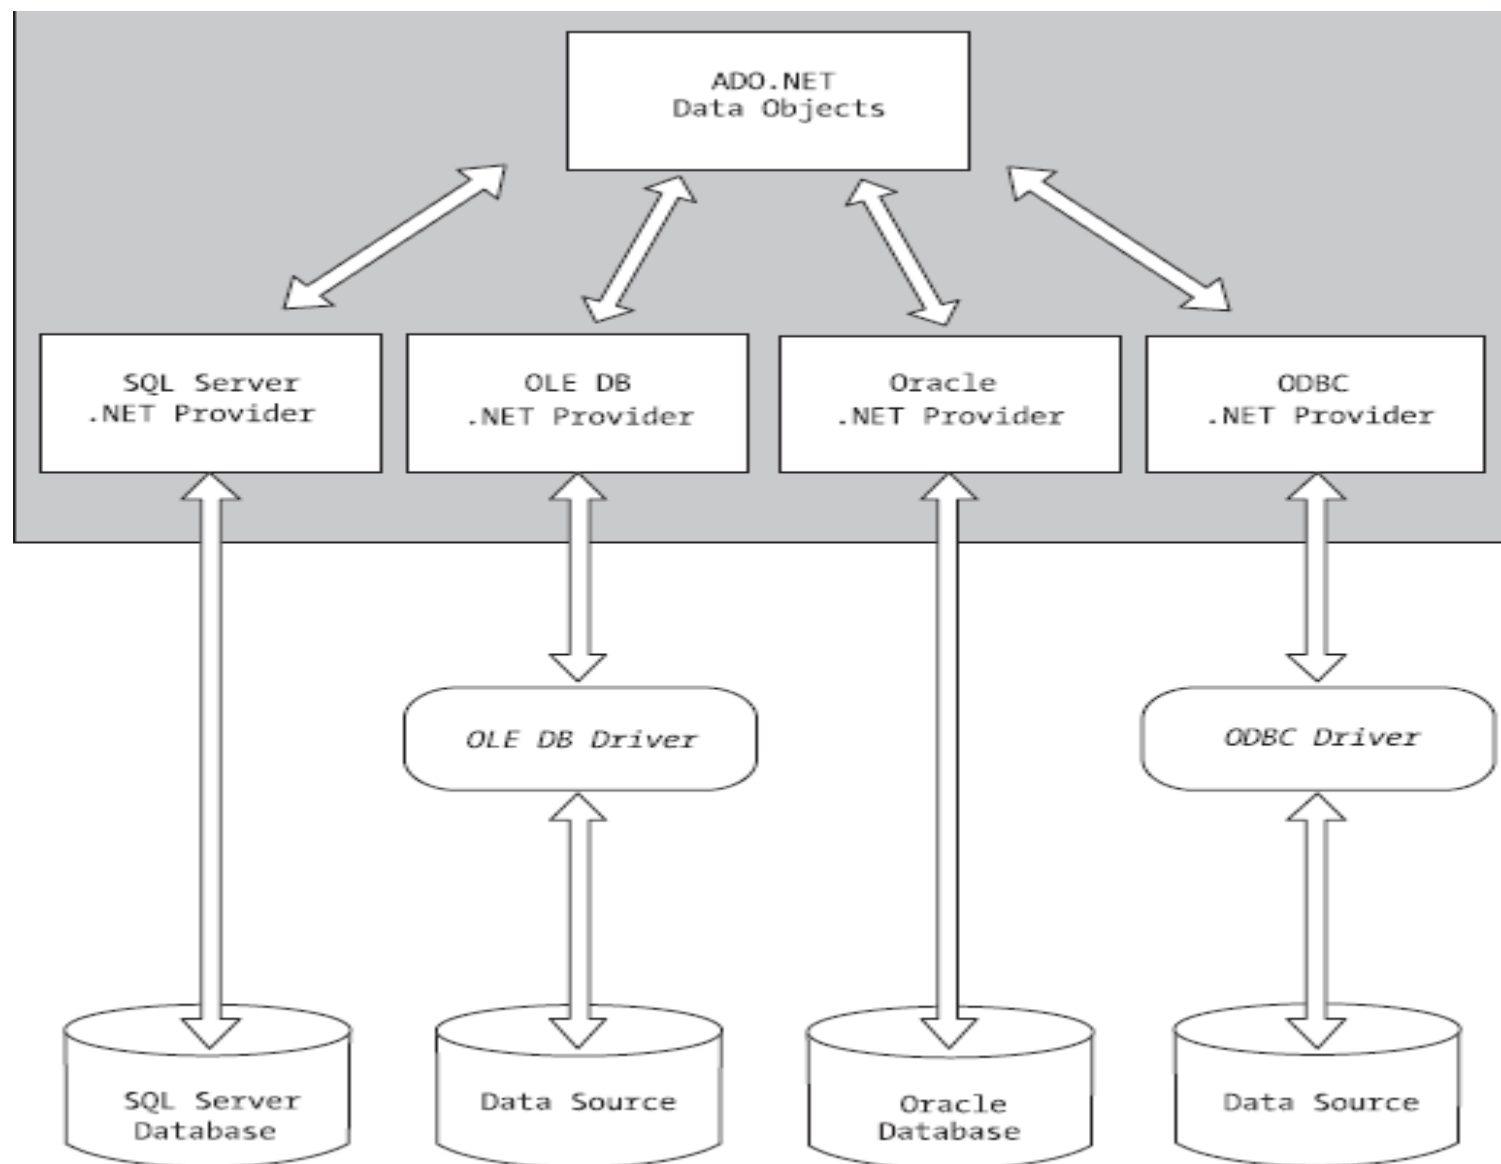 ADO.NET
Data Objects
SQL Server
.NET Provider
OLE DB
.NET Provider
Oracle
.NET Provider
ODBC
.NET Provider
OLE DB Driver
ODBC Driver
SQL Server
Database
Data Source
Oracle
Database
Data Source